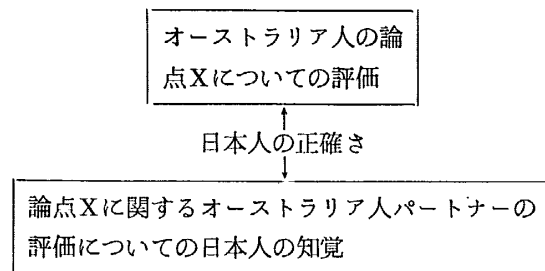 オーストラリア人の論
点Xについての評価
日本人の正確さ
論点Xに関するオーストラリア人パートナーの
評価についての日本人の知覚